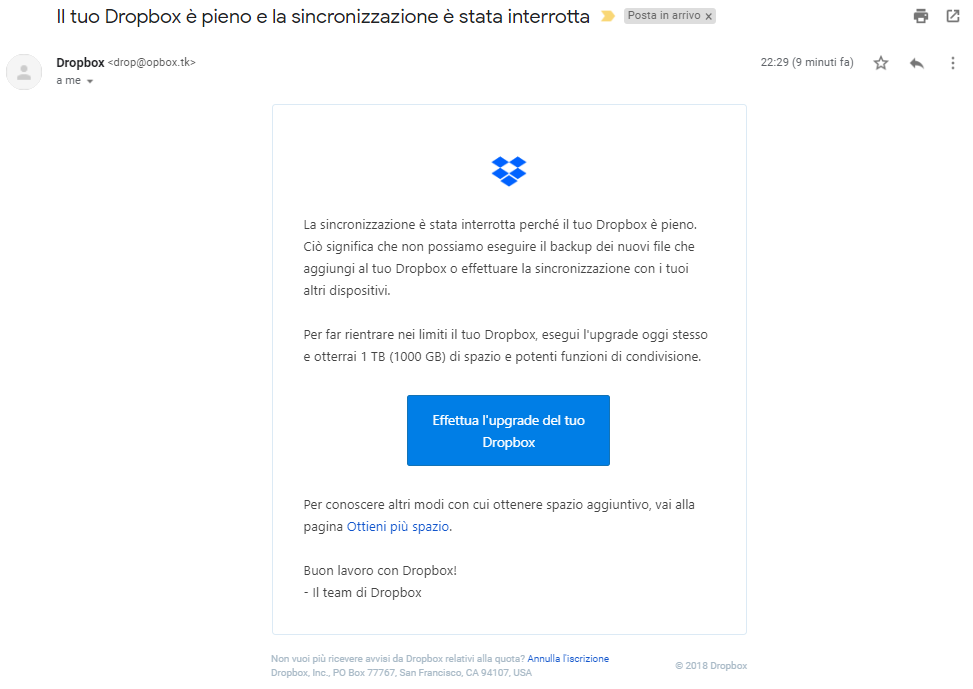 Il tuo Dropbox è pieno e la sincronizzazione è stata interrotta Posta in arrivo x
Dropbox <drop@opbox.tk> 22:29 (9 minuti fa)
a me
La sincronizzazione è stata interrotta perché il tuo Dropbox è pieno.
Ciò significa che non possiamo eseguire il backup dei nuovi file che
aggiungi al tuo Dropbox o effettuare la sincronizzazione con i tuoi
altri dispositivi.
Per far rientrare nei limiti il tuo Dropbox, esegui l'upgrade oggi stesso
e otterrai 1 TB (1000 GB) di spazio e potenti funzioni di condivisione.
Effettua l'upgrade del tuo
Dropbox
Per conoscere altri modi con cui ottenere spazio aggiuntivo, vai alla
pagina Ottieni più spazio.
Buon lavoro con Dropbox!
- Il team di Dropbox
Non vuoi più ricevere avvisi da Dropbox relativi alla quota? Annulla l'iscrizione
Dropbox, Inc., PO Box 77767, San Francisco, CA 94107, USA
© 2018 Dropbox